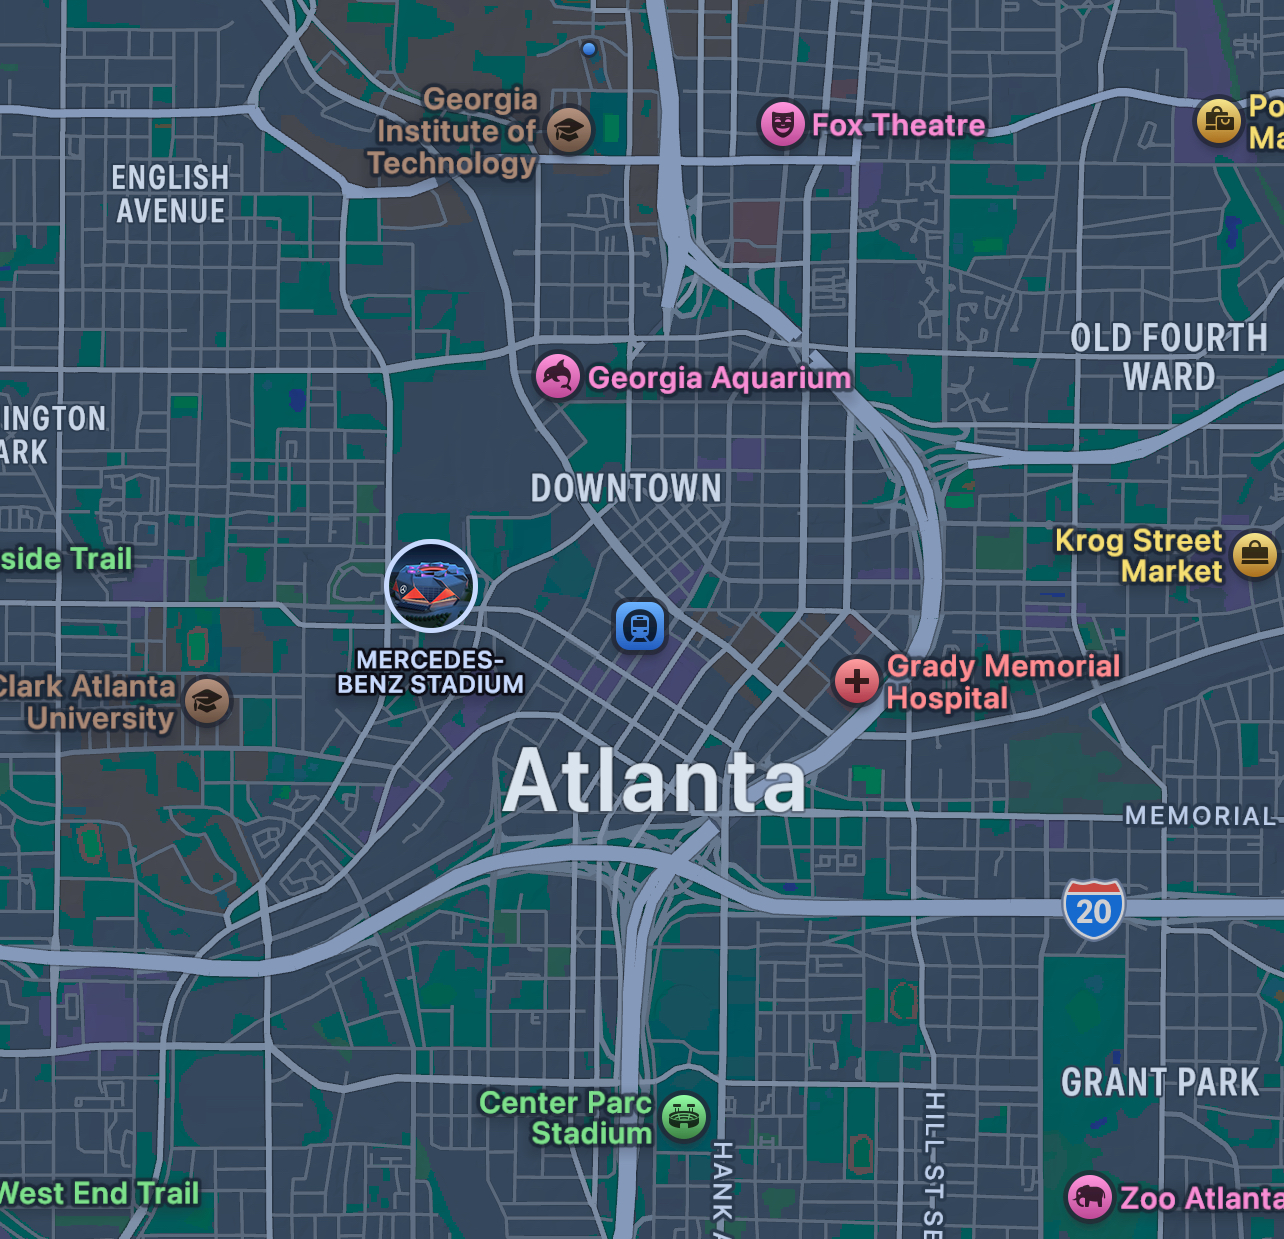 Georgia
Institute of
Technology
Fox Theatre
Po
Ma
ENGLISH
AVENUE
OLD FOURTH
WARD
Georgia Aquarium
INGTON
ARK
DOWNTOWN
side Trail
Krog Street
Market
MERCEDES-
BENZ STADIUM
Grady Memorial
Hospital
Clark Atlanta
University
Atlanta
MEMORIAL
20
GRANT PARK
Center Parc
Stadium
HANK A
HILL ST SE
West End Trail
Zoo Atlanta